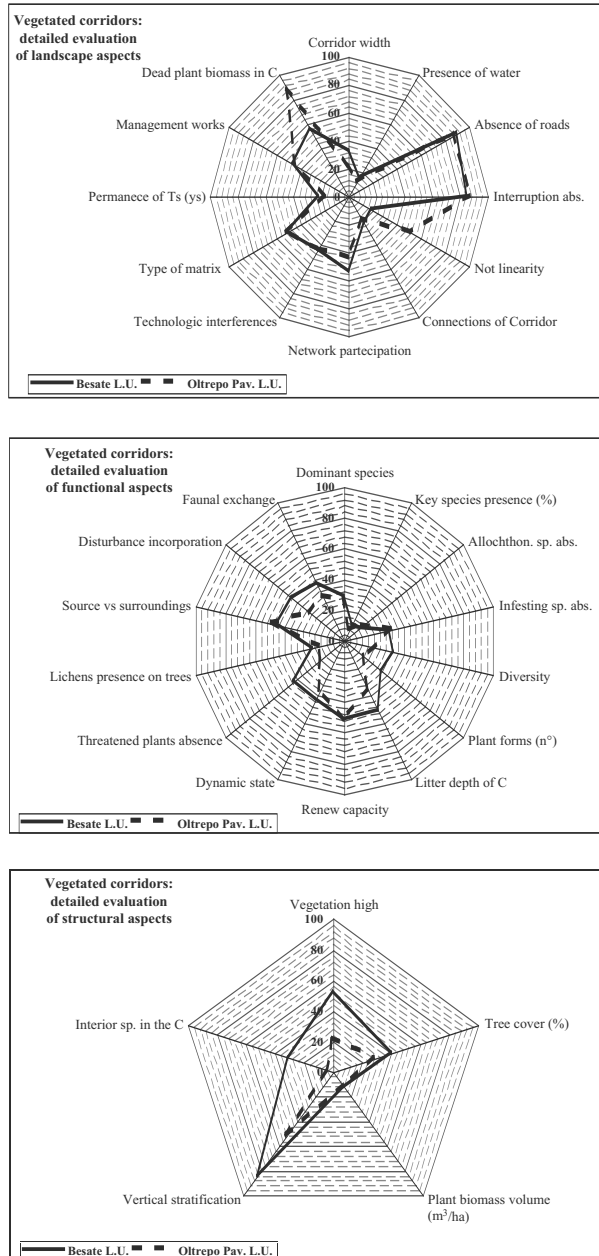 Vegetated corridors:
detailed evaluation
of landscape aspects
Corridor width
100
80
60
40
20
0
Presence of water
Absence of roads
Interruption abs.
Not linearity
Connections of Corridor
Network partecipation
Technologic interferences
Type of matrix
Permanece of Ts (ys)
Management works
Dead plant biomass in C
Besate L.U. Oltrepo Pav. L.U.
Vegetated corridors:
detailed evaluation
of functional aspects
Dominant species
100
80
60
40
20
0
Key species presence (%)
Allochthon. sp. abs.
Infesting sp. abs.
Diversity
Plant forms (n°)
Litter depth of C
Renew capacity
Dynamic state
Threatened plants absence
Lichens presence on trees
Source vs surroundings
Disturbance incorporation
Faunal exchange
Besate L.U. Oltrepo Pav. L.U.
Vegetated corridors:
detailed evaluation
of structural aspects
Vegetation high
100
80
60
40
20
0
Tree cover (%)
Plant biomass volume
(m³/ha)
Vertical stratification
Interior sp. in the C
Besate L.U. Oltrepo Pav. L.U.